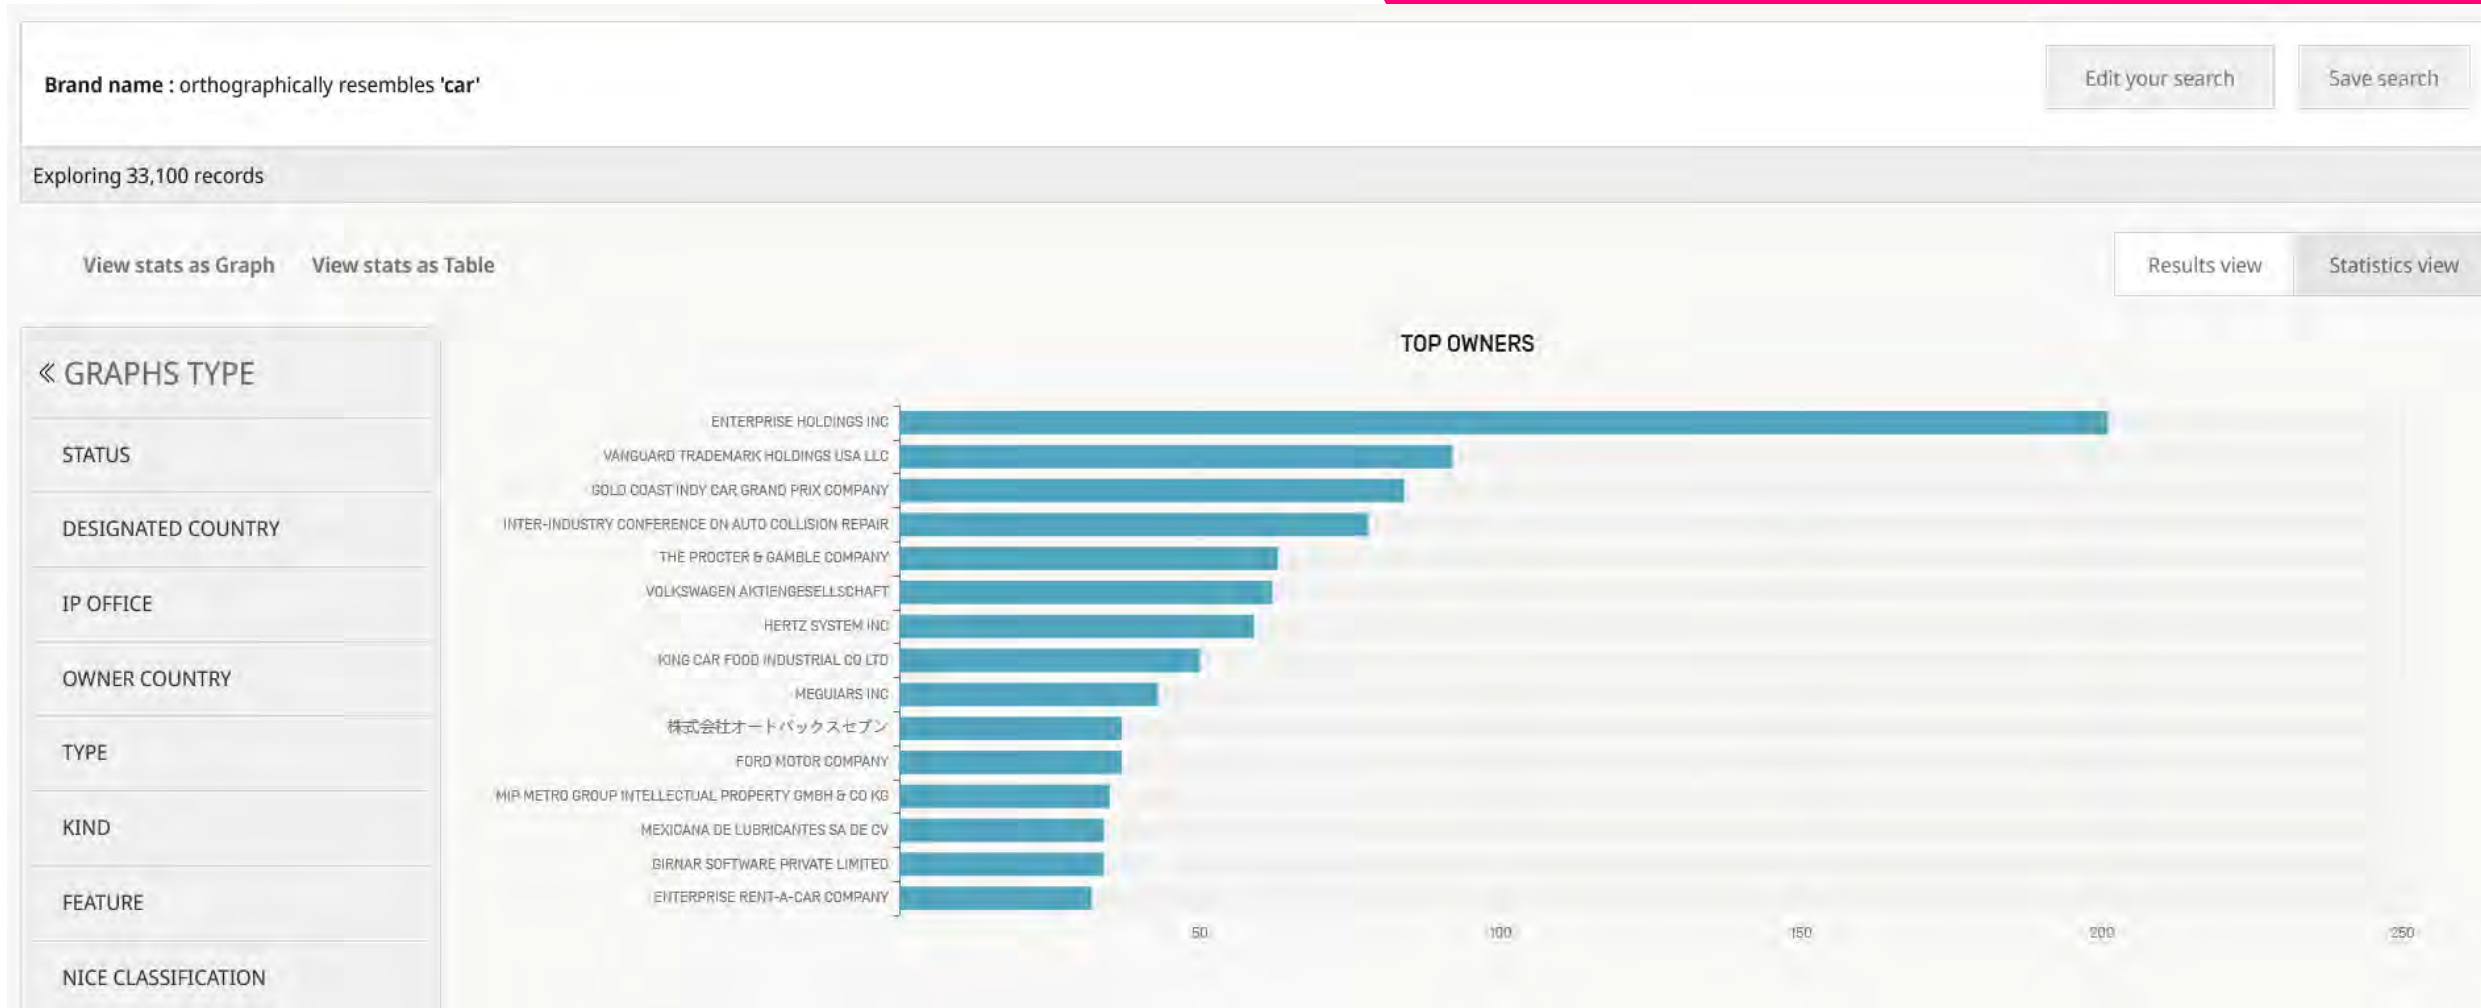 Brand name : orthographically resembles 'car'
Edit your search
Save search
Exploring 33,100 records
View stats as Graph
View stats as Table
Results view
Statistics view
« GRAPHS TYPE
STATUS
DESIGNATED COUNTRY
IP OFFICE
OWNER COUNTRY
TYPE
KIND
FEATURE
NICE CLASSIFICATION
TOP OWNERS
ENTERPRISE HOLDINGS INC
VANGUARD TRADEMARK HOLDINGS USA LLC
GOLD COAST INDY CAR GRAND PRIX COMPANY
INTER-INDUSTRY CONFERENCE ON AUTO COLLISION REPAIR
THE PROCTER & GAMBLE COMPANY
VOLKSWAGEN AKTIENGESELLSCHAFT
HERTZ SYSTEM INC
KING CAR FOOD INDUSTRIAL CO LTD
MEGUIARS INC
株式会社オートバックスセブン
FORD MOTOR COMPANY
MIP METRO GROUP INTELLECTUAL PROPERTY GMBH & CO KG
MEXICANA DE LUBRICANTES SA DE CV
GIRNAR SOFTWARE PRIVATE LIMITED
ENTERPRISE RENT-A-CAR COMPANY
50 100 150 200 250